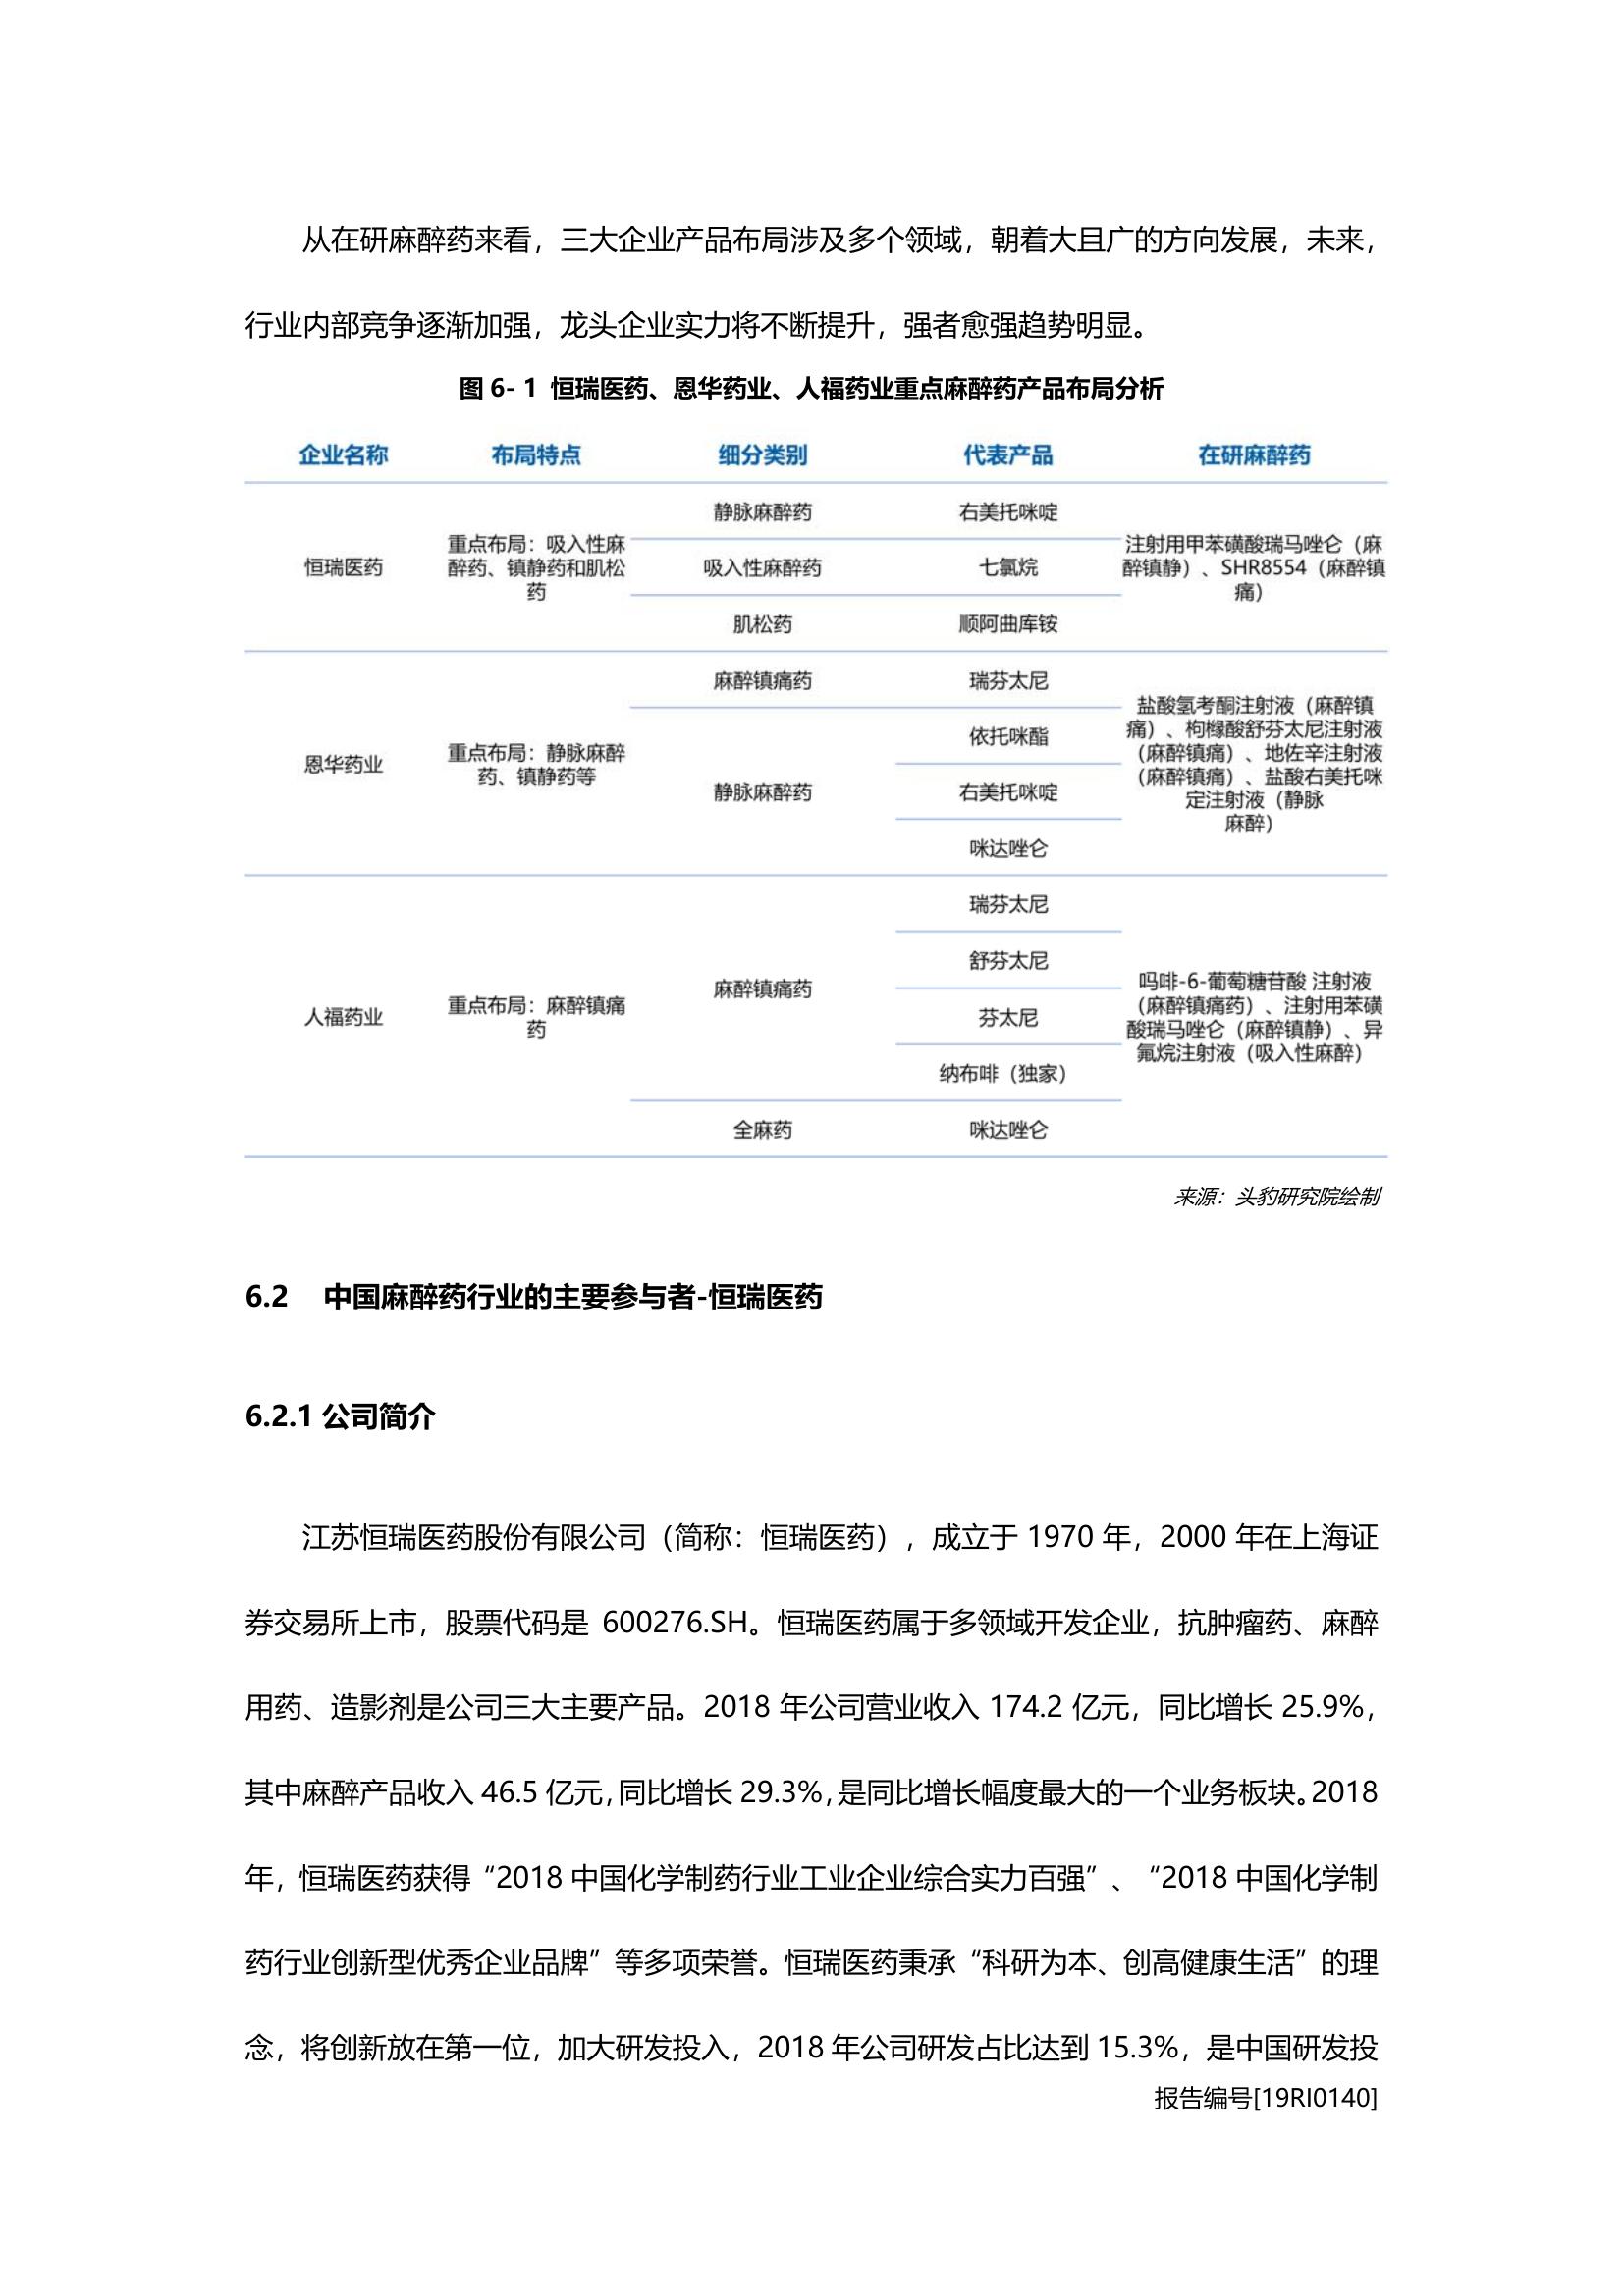 从在研麻醉药来看，三大企业产品布局涉及多个领域，朝着大且广的方向发展，未来，
行业内部竞争逐渐加强，龙头企业实力将不断提升，强者愈强趋势明显。
图 6- 1 恒瑞医药、恩华药业、人福药业重点麻醉药产品布局分析
企业名称 布局特点 细分类别 代表产品 在研麻醉药
恒瑞医药
重点布局：吸入性麻
醉药、镇静药和肌松
药
静脉麻醉药 右美托咪啶
吸入性麻醉药 七氯烷
肌松药 顺阿曲库铵
注射用甲苯磺酸瑞马唑仑（麻
醉镇静）、SHR8554（麻醉镇
痛）
恩华药业
重点布局：静脉麻醉
药、镇静药等
麻醉镇痛药 瑞芬太尼
静脉麻醉药
依托咪酯
右美托咪啶
咪达唑仑
盐酸氢考酮注射液（麻醉镇
痛）、枸橼酸舒芬太尼注射液
（麻醉镇痛）、地佐辛注射液
（麻醉镇痛）、盐酸右美托咪
定注射液（静脉
麻醉）
人福药业
重点布局：麻醉镇痛
药
麻醉镇痛药
瑞芬太尼
舒芬太尼
芬太尼
纳布啡（独家）
全麻药 咪达唑仑
吗啡-6-葡萄糖苷酸 注射液
（麻醉镇痛药）、注射用苯磺
酸瑞马唑仑（麻醉镇静）、异
氟烷注射液（吸入性麻醉）
来源：头豹研究院绘制
6.2 中国麻醉药行业的主要参与者-恒瑞医药
6.2.1 公司简介
江苏恒瑞医药股份有限公司（简称：恒瑞医药），成立于 1970 年，2000 年在上海证
券交易所上市，股票代码是 600276.SH。恒瑞医药属于多领域开发企业，抗肿瘤药、麻醉
用药、造影剂是公司三大主要产品。2018 年公司营业收入 174.2 亿元，同比增长 25.9%，
其中麻醉产品收入 46.5 亿元，同比增长 29.3%，是同比增长幅度最大的一个业务板块。2018
年，恒瑞医药获得“2018 中国化学制药行业工业企业综合实力百强”、“2018 中国化学制
药行业创新型优秀企业品牌”等多项荣誉。恒瑞医药秉承“科研为本、创高健康生活”的理
念，将创新放在第一位，加大研发投入，2018 年公司研发占比达到 15.3%，是中国研发投
报告编号[19RI0140]